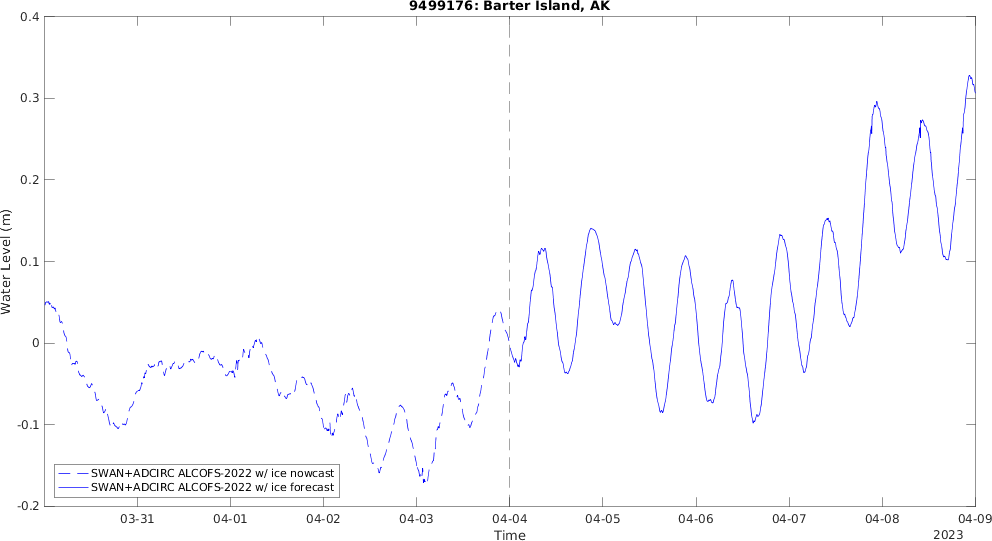 9499176: Barter Island, AK
0.4
0.3
0.2
0.1
0
-0.1
-0.2
Water Level (m)
SWAN+ADCIRC ALCOFS-2022 w/ ice nowcast
SWAN+ADCIRC ALCOFS-2022 w/ ice forecast
03-31 04-01 04-02 04-03 04-04 04-05 04-06 04-07 04-08 04-09
Time
2023